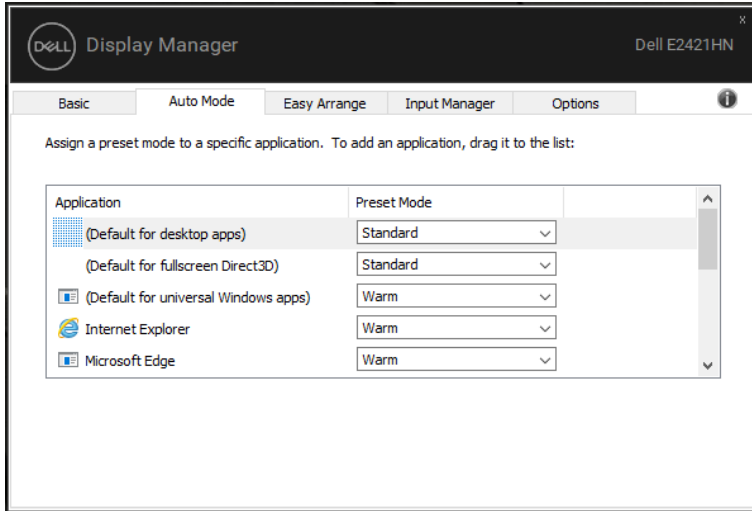 x
DELL Display Manager Dell E2421HN
Basic Auto Mode Easy Arrange Input Manager Options
Assign a preset mode to a specific application. To add an application, drag it to the list:
Application Preset Mode
(Default for desktop apps) Standard
(Default for fullscreen Direct3D) Standard
(Default for universal Windows apps) Warm
Internet Explorer Warm
Microsoft Edge Warm